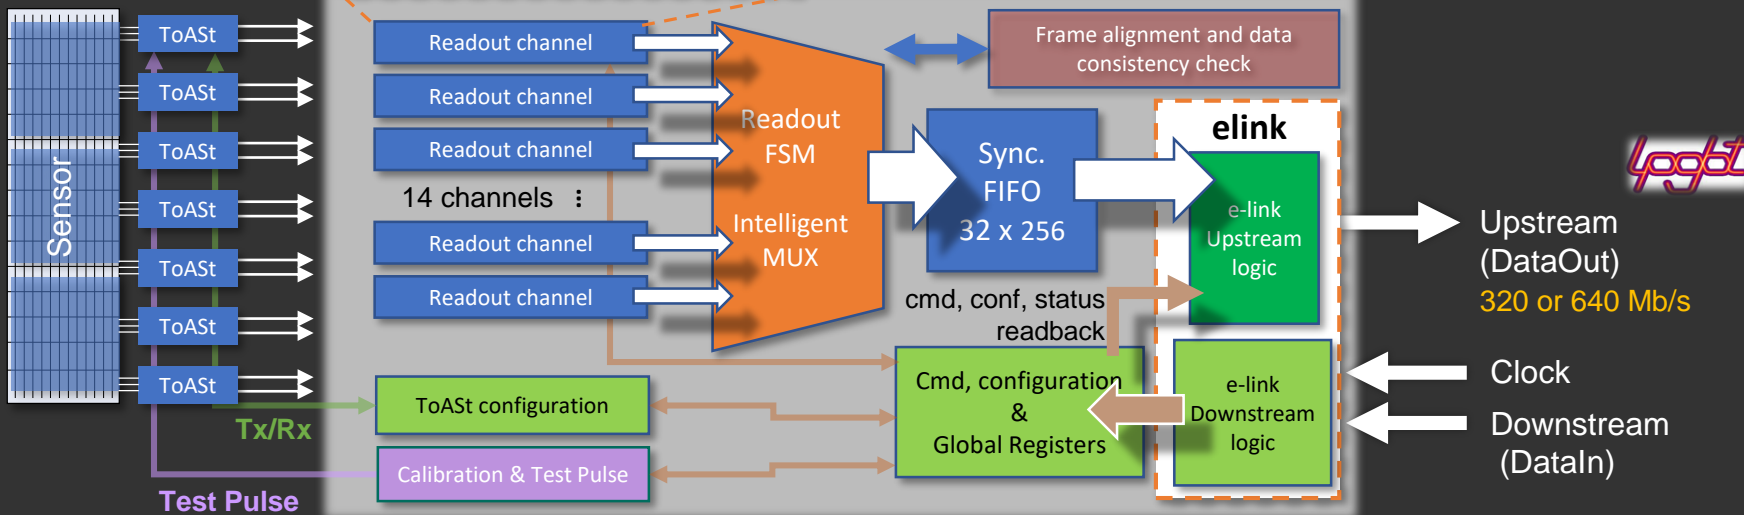 Sensor
ToASt
ToASt
ToASt
ToASt
ToASt
ToASt
ToASt
Tx/Rx
Test Pulse
Readout channel
Readout channel
Readout channel
14 channels ⋮
Readout channel
Readout channel
ToASt configuration
Calibration & Test Pulse
Readout
FSM
Intelligent
MUX
Frame alignment and data
consistency check
Sync.
FIFO
32 x 256
cmd, conf, status
readback
Cmd, configuration
&
Global Registers
elink
e-link
Upstream
logic
e-link
Downstream
logic
lpgbt
Upstream
(DataOut)
320 or 640 Mb/s
Clock
Downstream
(DataIn)